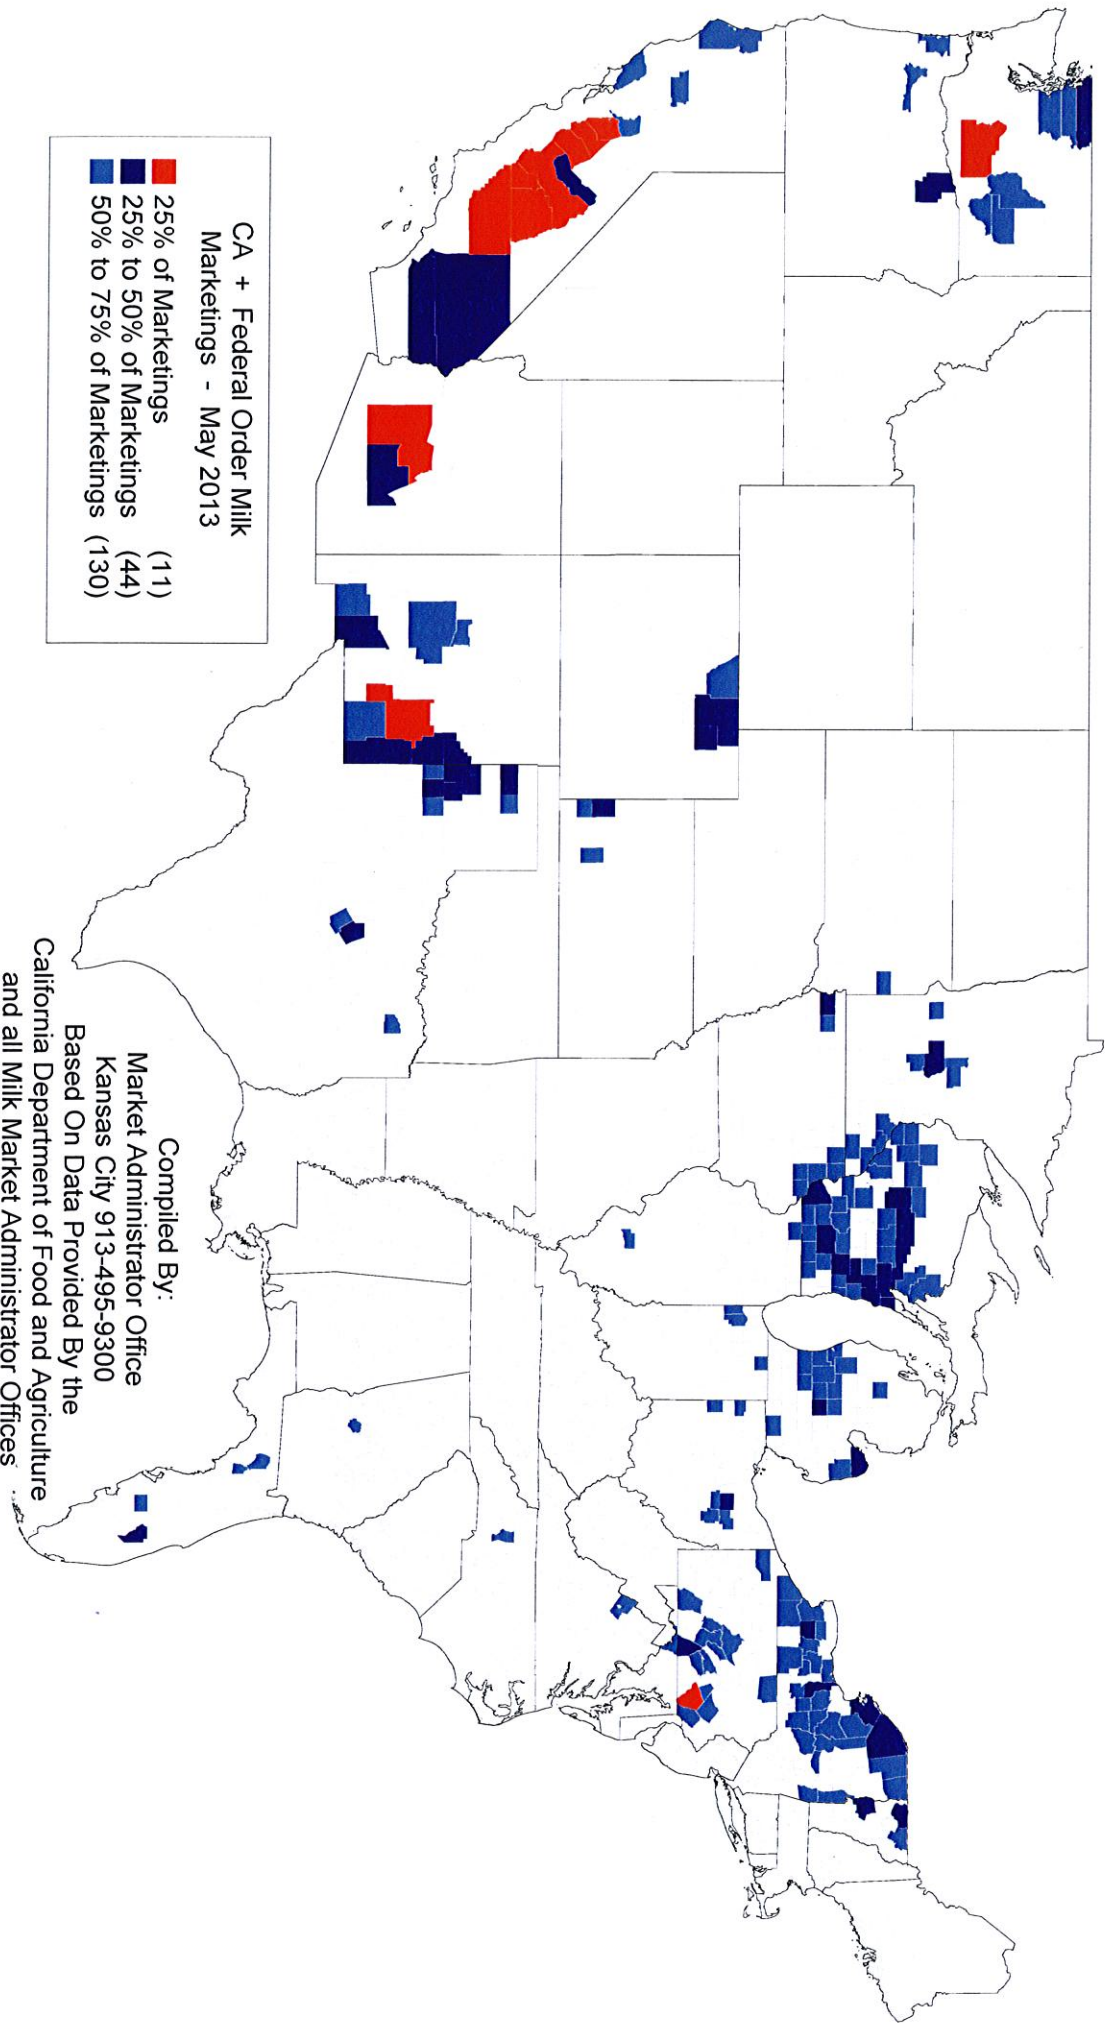 CA + Federal Order Milk
Marketings - May 2013
25% of Marketings (11)
25% to 50% of Marketings (44)
50% to 75% of Marketings (130)
Compiled By:
Market Administrator Office
Kansas City 913-495-9300
Based On Data Provided By the
California Department of Food and Agriculture
and all Milk Market Administrator Offices